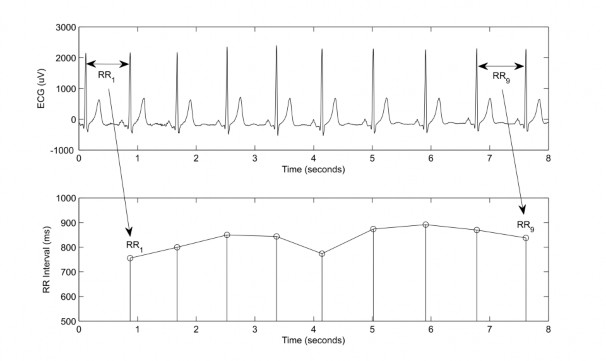 3000
2000
1000
0
-1000
ECG (uV)
RR1
RR9
0 1 2 3 4 5 6 7 8
Time (seconds)
1000
900
800
700
600
500
RR Interval (ms)
RR1
RR9
0 1 2 3 4 5 6 7 8
Time (seconds)